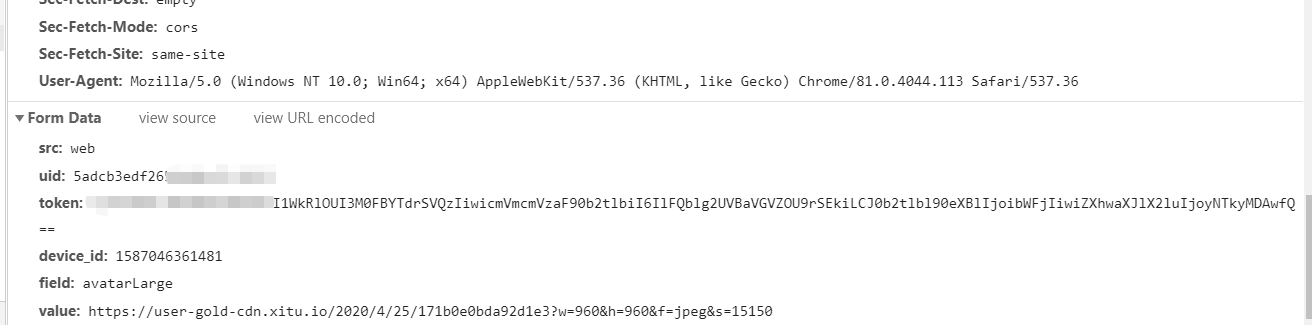 Sec-Fetch-Dest: empty
Sec-Fetch-Mode: cors
Sec-Fetch-Site: same-site
User-Agent: Mozilla/5.0 (Windows NT 10.0; Win64; x64) AppleWebKit/537.36 (KHTML, like Gecko) Chrome/81.0.4044.113 Safari/537.36
Form Data view source view URL encoded
src: web
uid: 5adcb3edf26
token: I1WkRlOUI3M0FBYTdrSVQzIiwicmVmcmVzaF90b2tlbiI6IlFQblg2UVBaVGVZOU9rSEkiLCJ0b2tlbl90eXBlIjoibWFjIiwiZXhwaXJlX2luIjoyNTkyMDAwfQ
==
device_id: 1587046361481
field: avatarLarge
value: https://user-gold-cdn.xitu.io/2020/4/25/171b0e0bda92d1e3?w=960&h=960&f=jpeg&s=15150